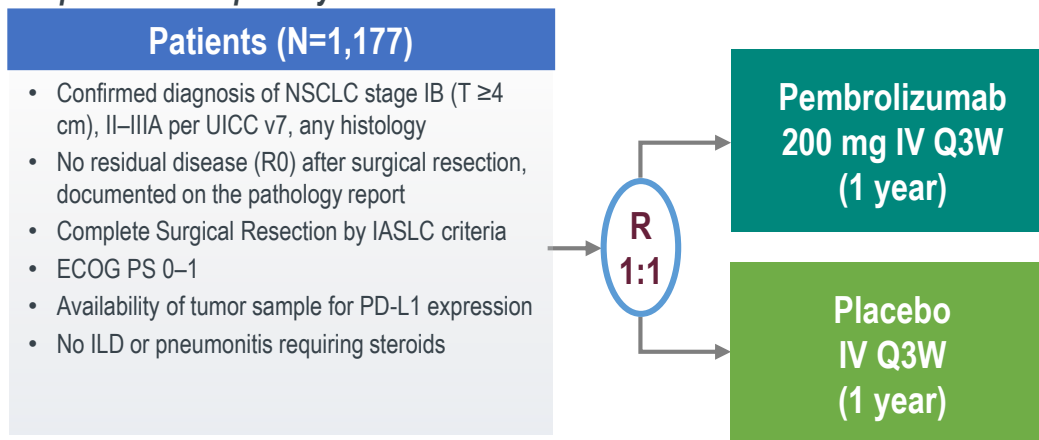 Patients (N=1,177)
• Confirmed diagnosis of NSCLC stage IB (T ≥4
cm), II–IIIA per UICC v7, any histology
• No residual disease (R0) after surgical resection,
documented on the pathology report
• Complete Surgical Resection by IASLC criteria
• ECOG PS 0–1
• Availability of tumor sample for PD-L1 expression
• No ILD or pneumonitis requiring steroids
R
1:1
Pembrolizumab
200 mg IV Q3W
(1 year)
Placebo
IV Q3W
(1 year)